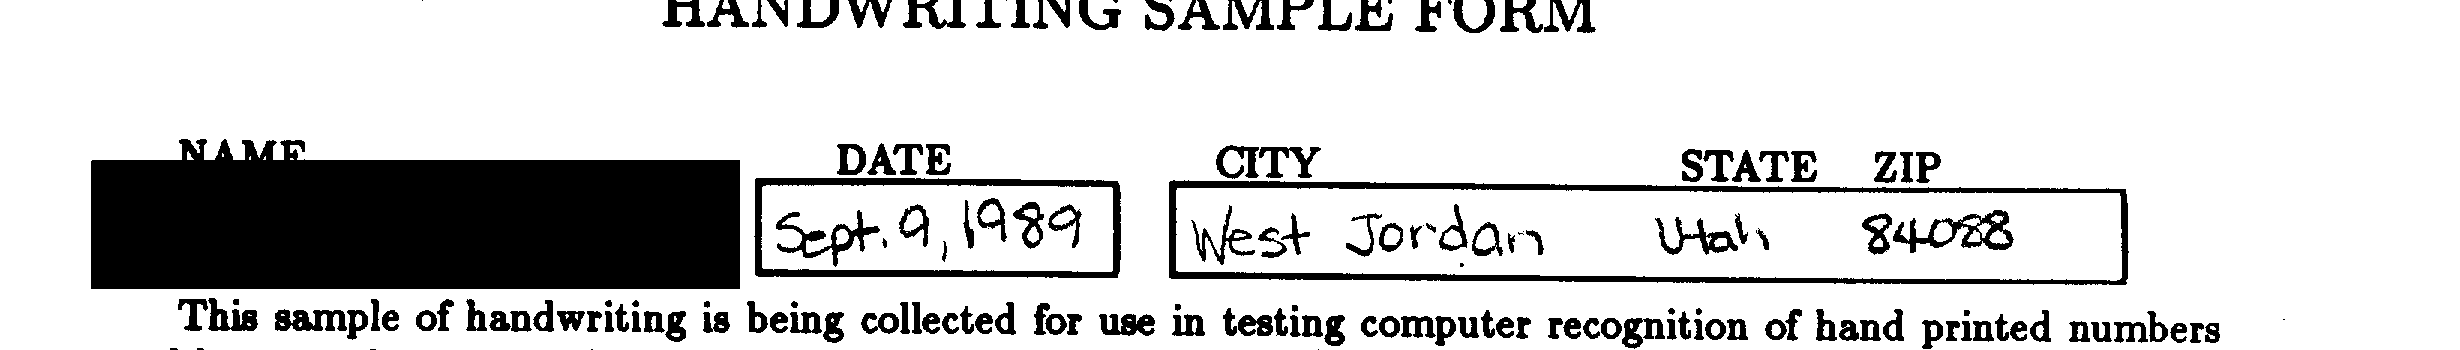 HANDWRITING SAMPLE FORM
NAME DATE CITY STATE ZIP
Sept. 9, 1989 West Jordan Utah 84088
This sample of handwriting is being collected for use in testing computer recognition of hand printed numbers